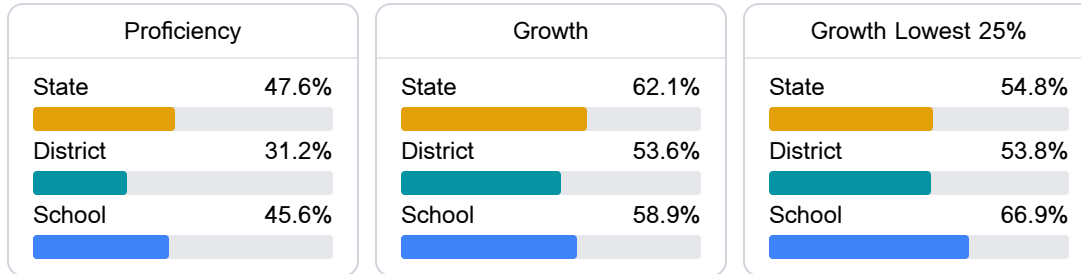 Proficiency
State 47.6%
District 31.2%
School 45.6%
Growth
State 62.1%
District 53.6%
School 58.9%
Growth Lowest 25%
State 54.8%
District 53.8%
School 66.9%